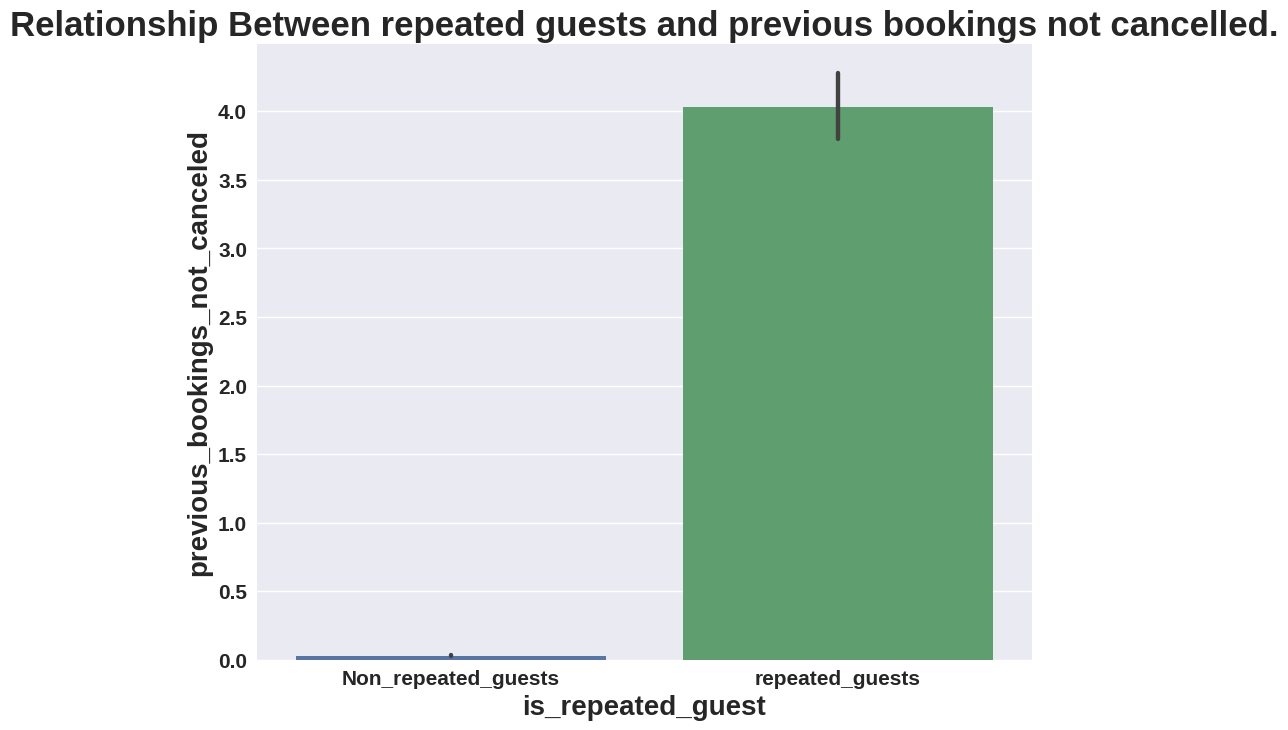 Relationship Between repeated guests and previous bookings not cancelled.
previous_bookings_not_canceled
4.0
3.5
3.0
2.5
2.0
1.5
1.0
0.5
0.0
Non_repeated_guests
repeated_guests
is_repeated_guest